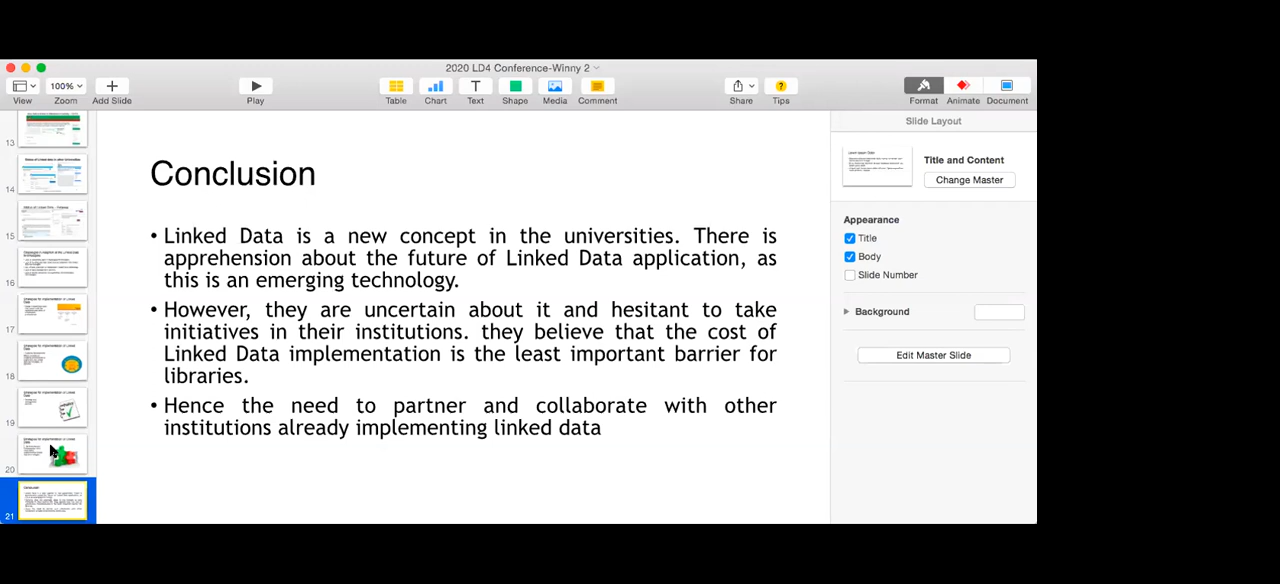 2020 LD4 Conference-Winny 2
100%
View Zoom Add Slide Play Table Chart Text Shape Media Comment Share Tips Format Animate Document
Slide Layout
Title and Content
Change Master
Appearance
Title
Body
Slide Number
Background
Edit Master Slide
13
14
15
16
17
18
19
20
21
Conclusion
• Linked Data is a new concept in the universities. There is
apprehension about the future of Linked Data application, as
this is an emerging technology.
• However, they are uncertain about it and hesitant to take
initiatives in their institutions. they believe that the cost of
Linked Data implementation is the least important barrier for
libraries.
• Hence the need to partner and collaborate with other
institutions already implementing linked data